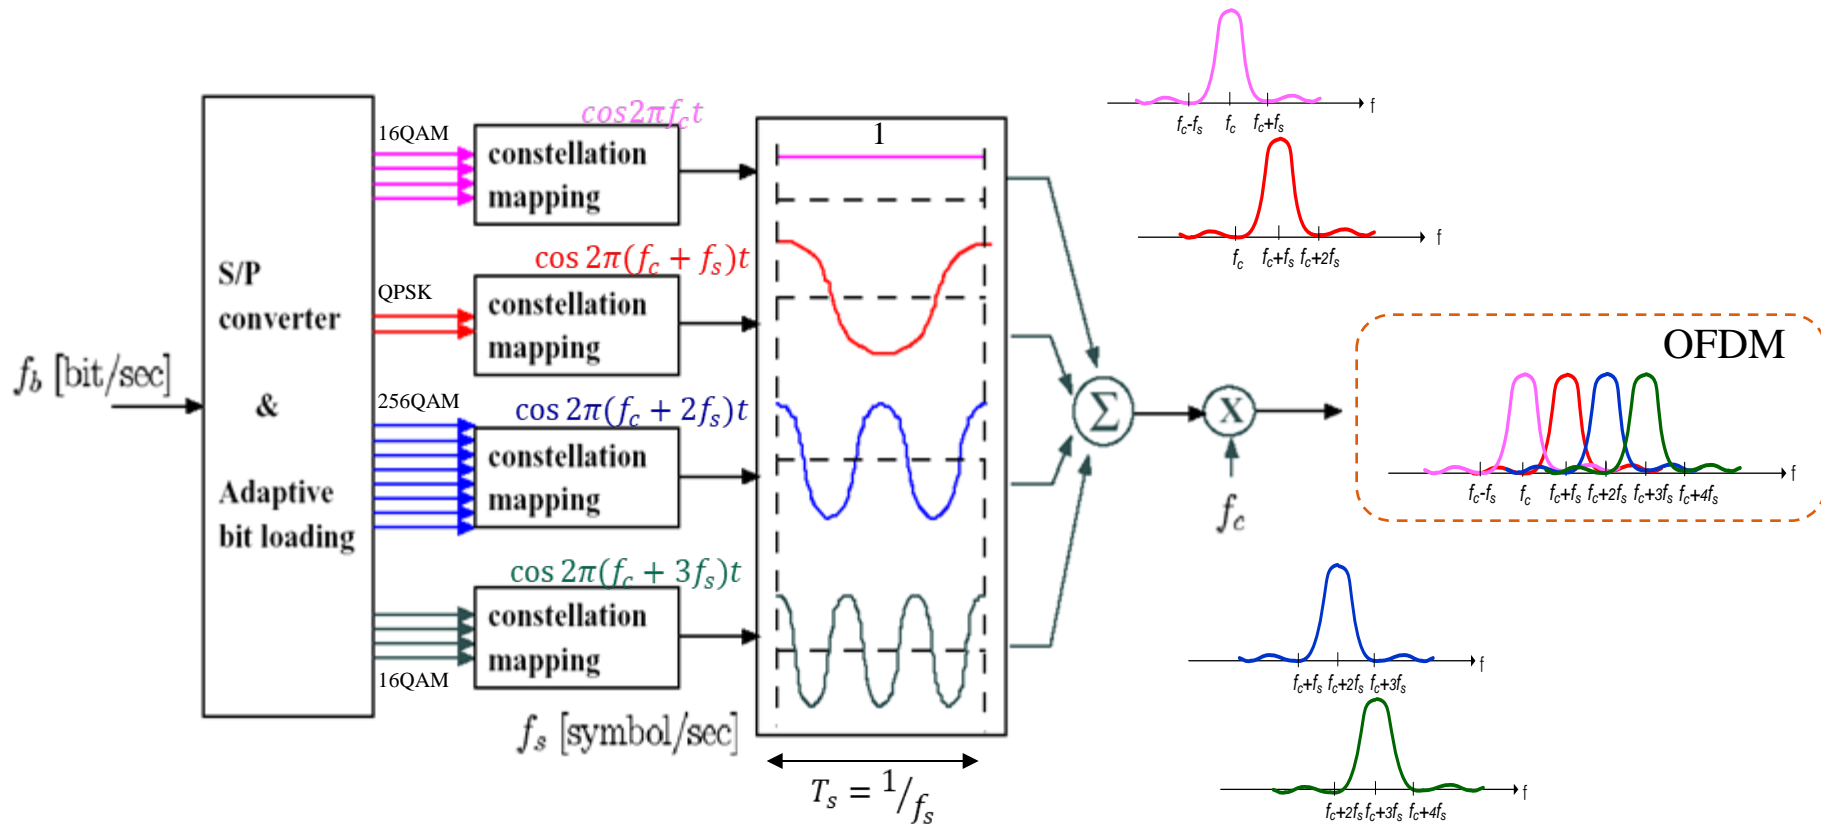 f_b [bit/sec]
S/P
converter
&
Adaptive
bit loading
16QAM
cos2πf_ct
constellation
mapping
QPSK
cos 2π(f_c + f_s)t
constellation
mapping
256QAM
cos 2π(f_c + 2f_s)t
constellation
mapping
cos 2π(f_c + 3f_s)t
constellation
mapping
16QAM
f_s [symbol/sec]
1
T_s = 1/f_s
Σ
X
f_c
f
f_c-f_s f_c f_c+f_s
f
f_c f_c+f_s f_c+2f_s
OFDM
f
f_c-f_s f_c f_c+f_s f_c+2f_s f_c+3f_s f_c+4f_s
f
f_c+f_s f_c+2f_s f_c+3f_s
f
f_c+2f_s f_c+3f_s f_c+4f_s